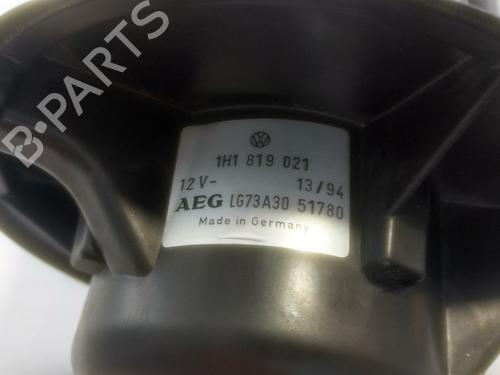 B-PARTS
1H1 819 021
12V- 13/94
AEG LG73A30 51780
Made in Germany